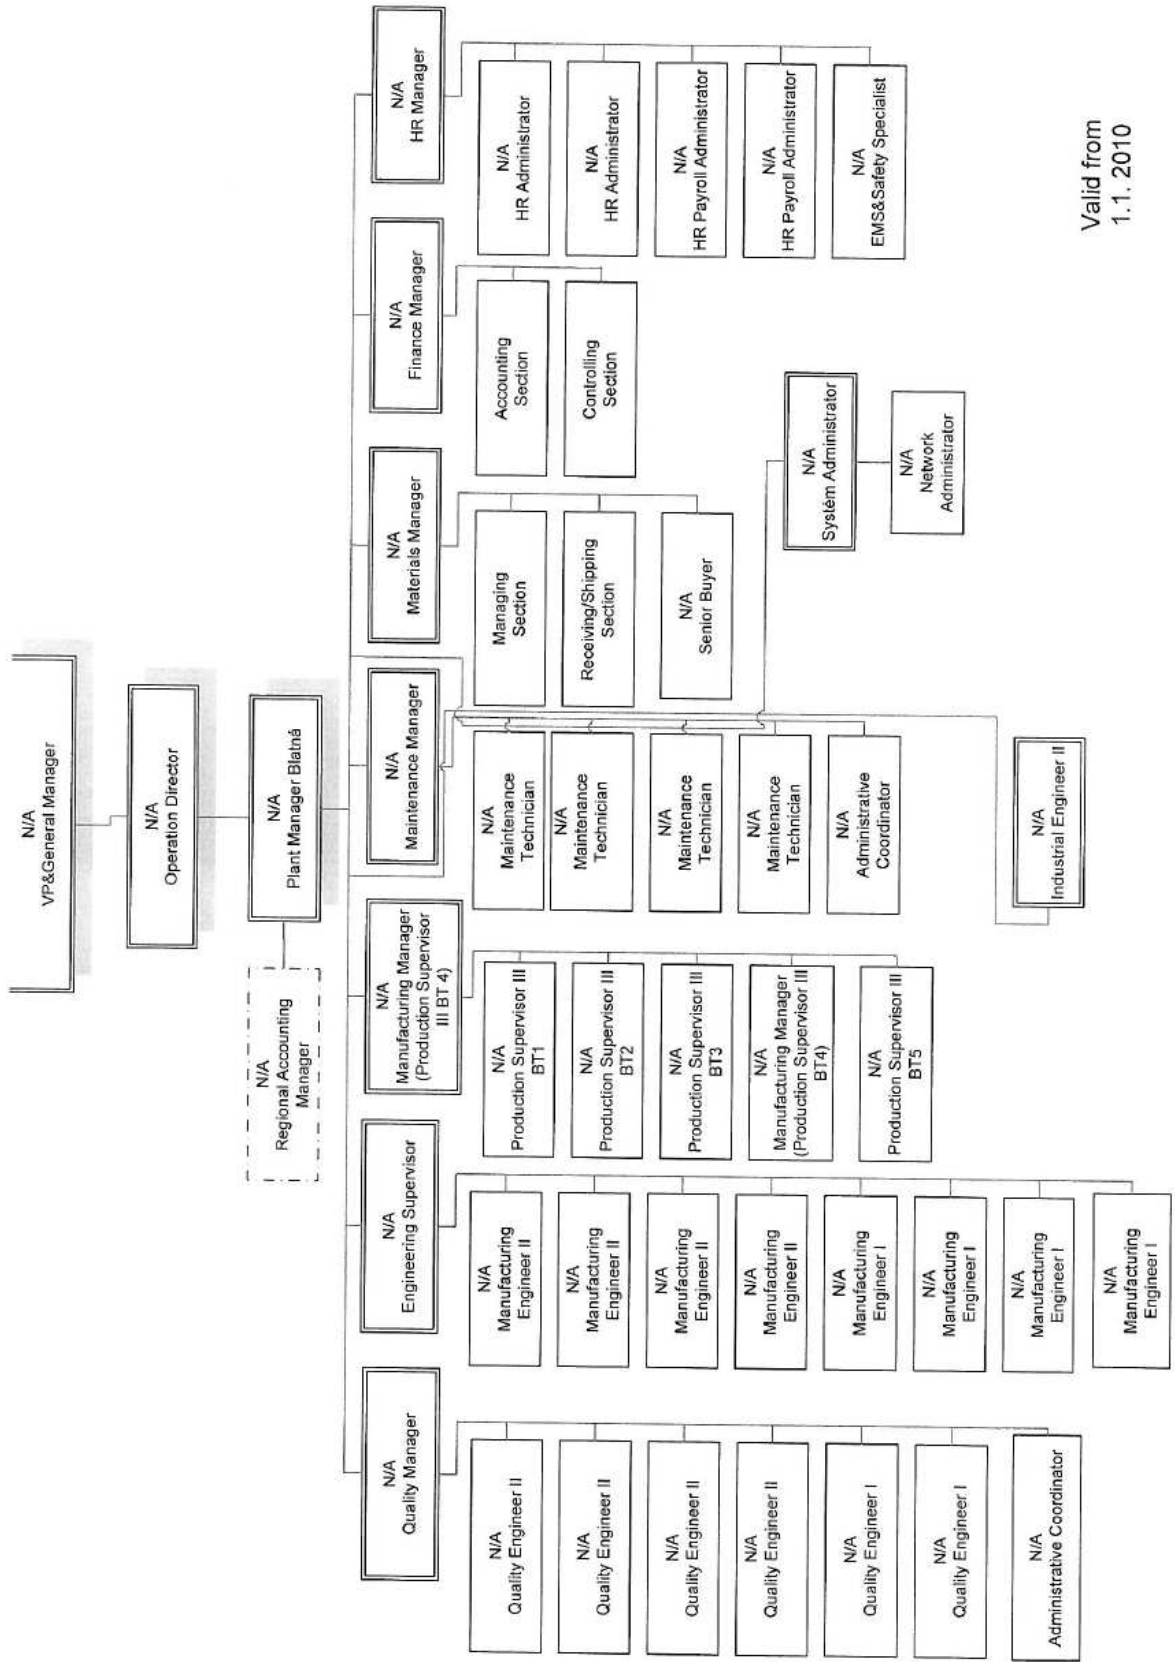 N/A
VP&General Manager
N/A
Operation Director
N/A
Plant Manager Blatná
N/A
Regional Accounting
Manager
N/A
Quality Manager
N/A
Quality Engineer II
N/A
Quality Engineer II
N/A
Quality Engineer II
N/A
Quality Engineer II
N/A
Quality Engineer I
N/A
Quality Engineer I
N/A
Administrative Coordinator
N/A
Engineering Supervisor
N/A
Manufacturing
Engineer II
N/A
Manufacturing
Engineer II
N/A
Manufacturing
Engineer II
N/A
Manufacturing
Engineer II
N/A
Manufacturing
Engineer I
N/A
Manufacturing
Engineer I
N/A
Manufacturing
Engineer I
N/A
Manufacturing
Engineer I
N/A
Manufacturing Manager
(Production Supervisor
III BT 4)
N/A
Production Supervisor III
BT1
N/A
Production Supervisor III
BT2
N/A
Production Supervisor III
BT3
N/A
Manufacturing Manager
(Production Supervisor III
BT4)
N/A
Production Supervisor III
BT5
N/A
Maintenance Manager
N/A
Maintenance
Technician
N/A
Maintenance
Technician
N/A
Maintenance
Technician
N/A
Maintenance
Technician
N/A
Administrative
Coordinator
N/A
Industrial Engineer II
N/A
Materials Manager
Managing
Section
Receiving/Shipping
Section
N/A
Senior Buyer
N/A
Systém Administrator
N/A
Network
Administrator
N/A
Finance Manager
Accounting
Section
Controlling
Section
N/A
HR Manager
N/A
HR Administrator
N/A
HR Administrator
N/A
HR Payroll Administrator
N/A
HR Payroll Administrator
N/A
EMS&Safety Specialist
Valid from
1.1. 2010